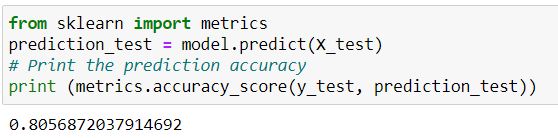 from sklearn import metrics
prediction_test = model.predict(X_test)
# Print the prediction accuracy
print (metrics.accuracy_score(y_test, prediction_test))
0.8056872037914692